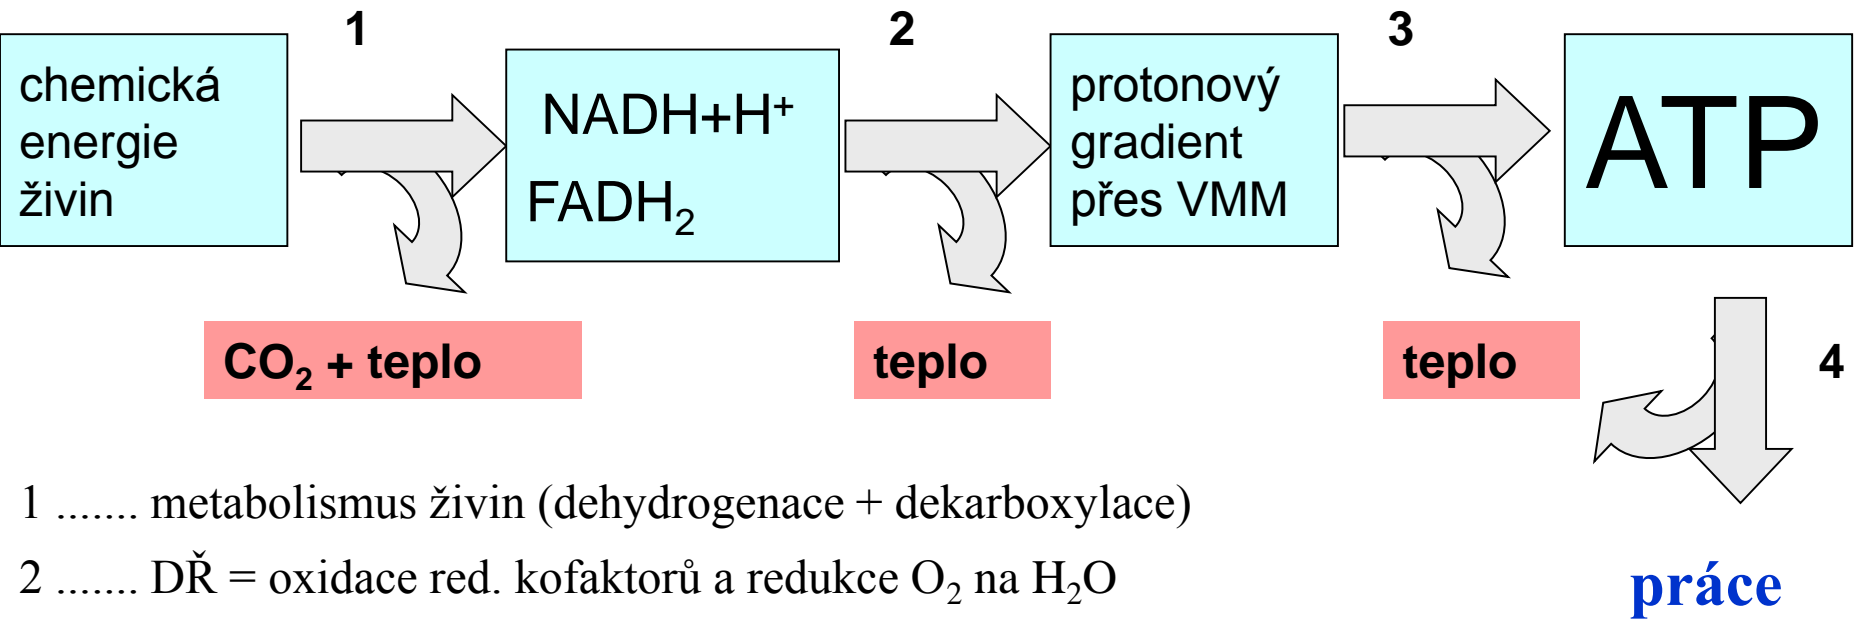 1
2
3
chemická
energie
živin
NADH+H⁺
FADH₂
protonový
gradient
přes VMM
ATP
CO₂ + teplo
teplo
teplo
4
1 ....... metabolismus živin (dehydrogenace + dekarboxylace)
2 ....... DŘ = oxidace red. kofaktorů a redukce O₂ na H₂O
práce